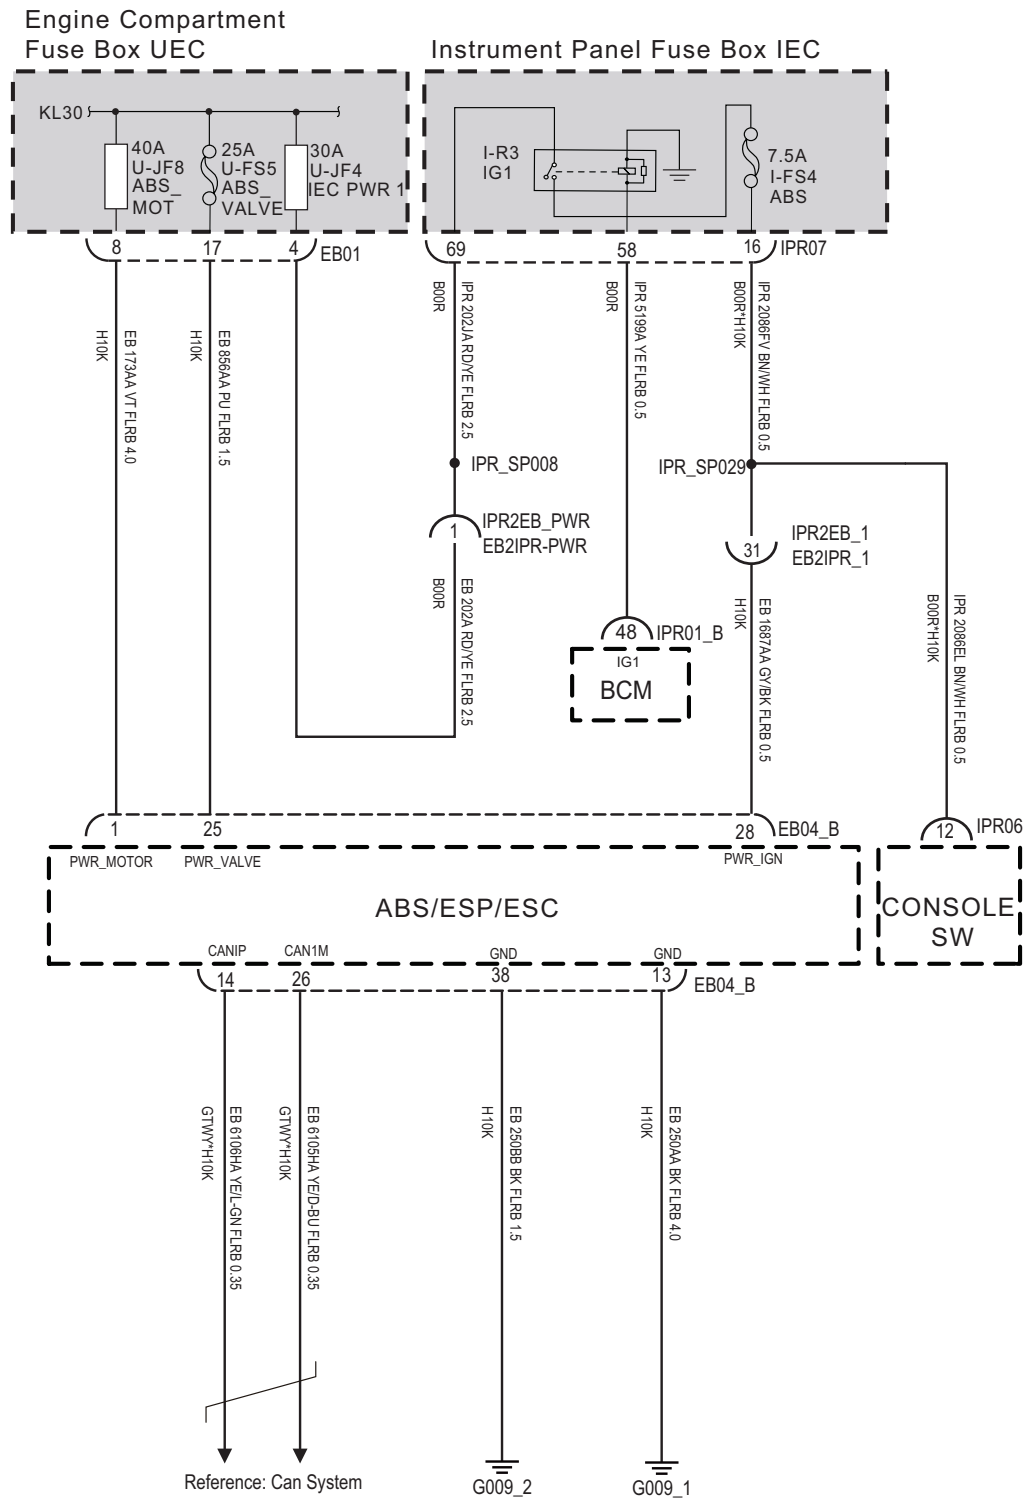 Engine Compartment
Fuse Box UEC
Instrument Panel Fuse Box IEC
KL30
40A
U-JF8
ABS_
MOT
25A
U-FS5
ABS_
VALVE
30A
U-JF4
IEC PWR 1
I-R3
IG1
7.5A
I-FS4
ABS
8
17
4
EB01
69
58
16
IPR07
EB 173AA VT FLRB 4.0
H10K
EB 856AA PU FLRB 1.5
H10K
IPR 202JA RD/YE FLRB 2.5
B00R
IPR 5199A YE FLRB 0.5
B00R
IPR 2086FV BN/WH FLRB 0.5
B00R*H10K
IPR_SP008
IPR_SP029
1
IPR2EB_PWR
EB2IPR-PWR
31
IPR2EB_1
EB2IPR_1
EB 202A RD/YE FLRB 2.5
B00R
48
IPR01_B
IG1
BCM
EB 1687AA GY/BK FLRB 0.5
H10K
IPR 2086EL BN/WH FLRB 0.5
B00R*H10K
1
25
28
EB04_B
12
IPR06
PWR_MOTOR
PWR_VALVE
PWR_IGN
ABS/ESP/ESC
CONSOLE
SW
CANIP
CAN1M
GND
GND
14
26
38
13
EB04_B
EB 6106HA YE/L-GN FLRB 0.35
GTWY*H10K
EB 6105HA YE/D-BU FLRB 0.35
GTWY*H10K
EB 250BB BK FLRB 1.5
H10K
EB 250AA BK FLRB 4.0
H10K
Reference: Can System
G009_2
G009_1